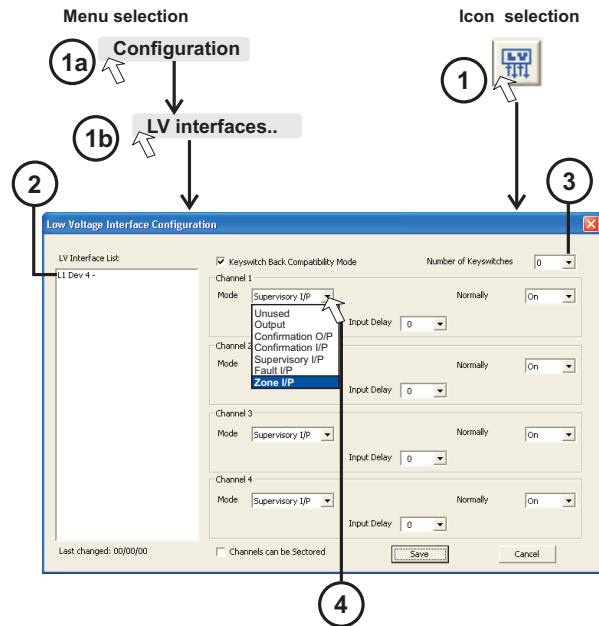 Menu selection
Icon selection
1a
Configuration
LV
1
1b
LV interfaces..
2
3
Low Voltage Interface Configuration
LV Interface List
L1 Dev 4 -
Keyswitch Back Compatibility Mode
Number of Keyswitches 0
Channel 1
Mode Supervisory I/P Normally On
Input Delay 0
Unused
Output
Confirmation O/P
Confirmation I/P
Supervisory I/P
Fault I/P
Zone I/P
Channel 2
Mode Normally On
Input Delay 0
Channel 3
Mode Supervisory I/P Normally On
Input Delay 0
Channel 4
Mode Supervisory I/P Normally On
Input Delay 0
Last changed: 00/00/00
Channels can be Sectored
Save
Cancel
4